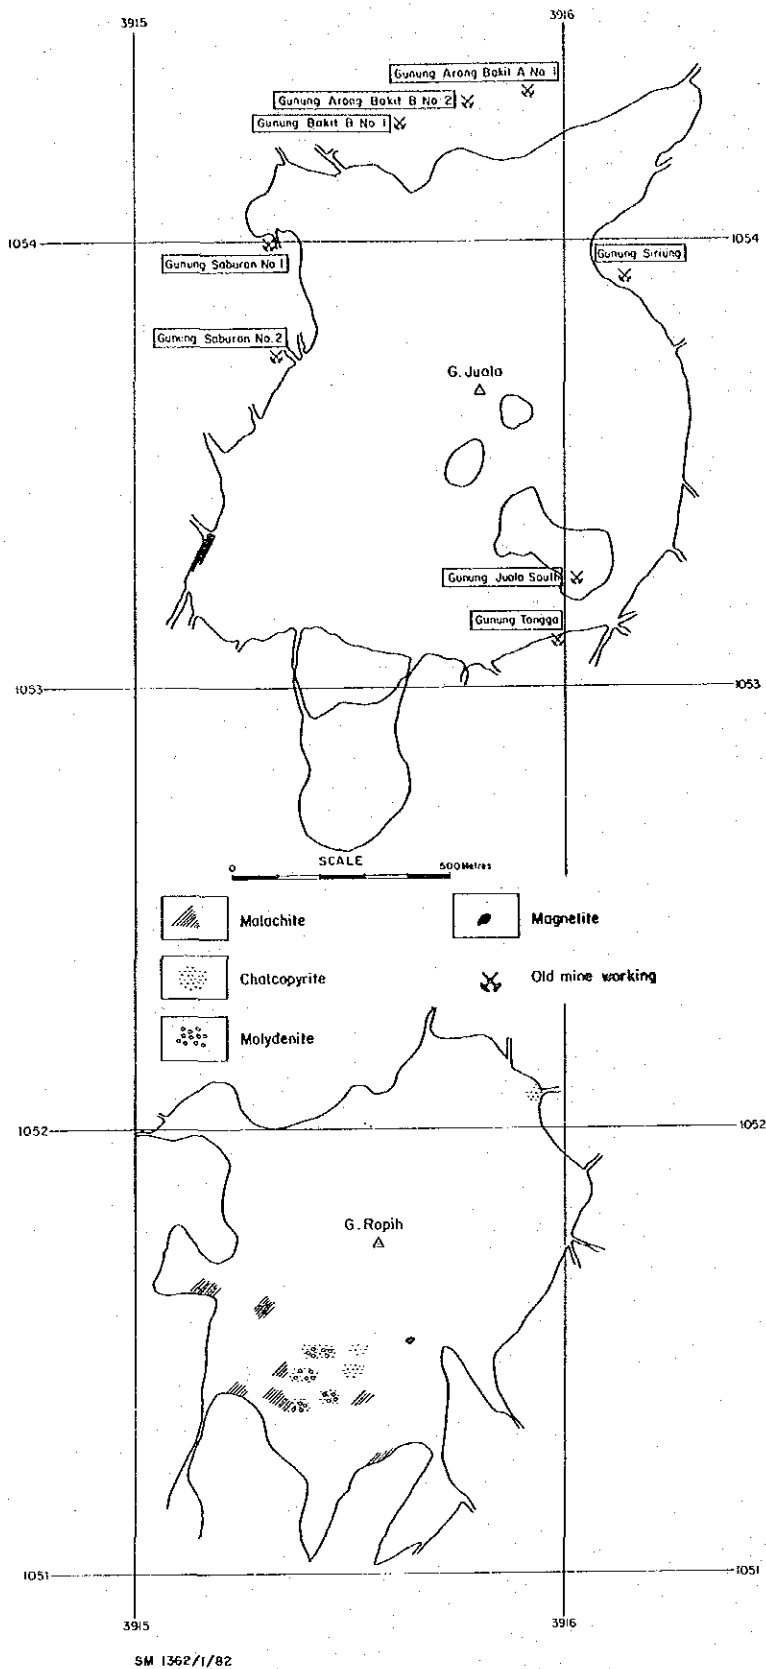 3915
3916
Gunung Arong Bakit A No 1
Gunung Arong Bakit B No 2
Gunung Bakit B No 1
1054
1054
Gunung Saburan No 1
Gunung Siriung
Gunung Saburan No. 2
G. Juala
Gunung Juala South
Gunung Tangga
1053
1053
SCALE
0
500 Metres
Malachite
Magnetite
Chalcopyrite
Old mine working
Molydenite
1052
1052
G. Ropih
1051
1051
3915
3916
SM 1362/1/82